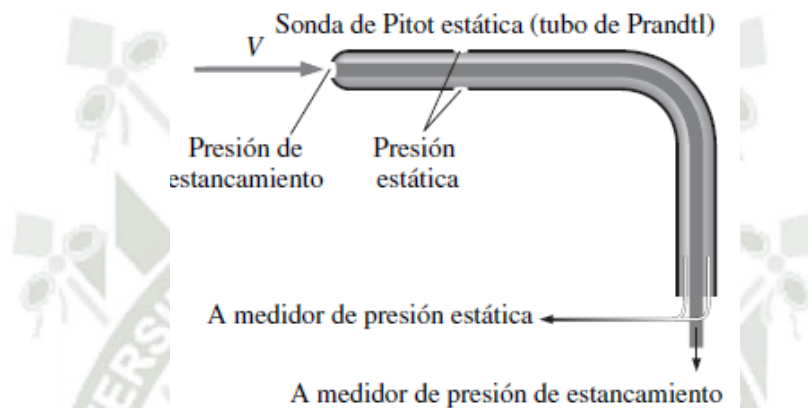 Sonda de Pitot estática (tubo de Prandtl)
V
Presión de
estancamiento
Presión
estática
A medidor de presión estática
A medidor de presión de estancamiento
ERS